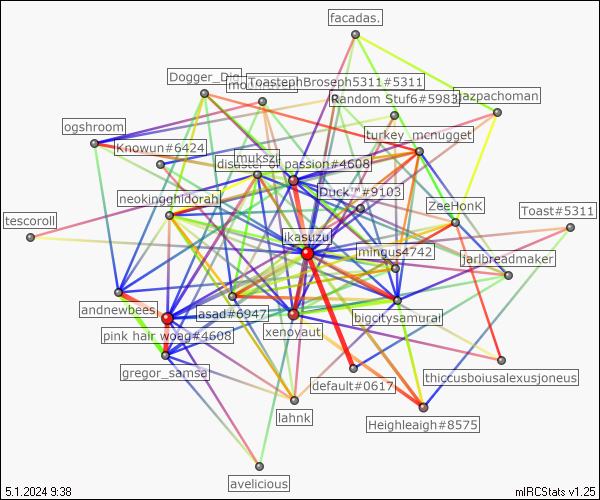 facadas.
Dogger_Dig
ToastephBroseph5311#5311
Random Stuf6#5983
jazpachoman
ogshroom
turkey_mcnugget
Knowun#6424
mukszi
disaster of passion#4608
Duck™#9103
neokingghidorah
ZeeHonK
tescoroll
Toast#5311
ikasuzu
mingus4742
jarlbreadmaker
andnewbees
asad#6947
bigcitysamurai
pink hair woag#4608
xenoyaut
gregor_samsa
default#0617
thiccusboiusalexusjoneus
lahnk
Heighleaigh#8575
avelicious
5.1.2024 9:38
mIRCStats v1.25